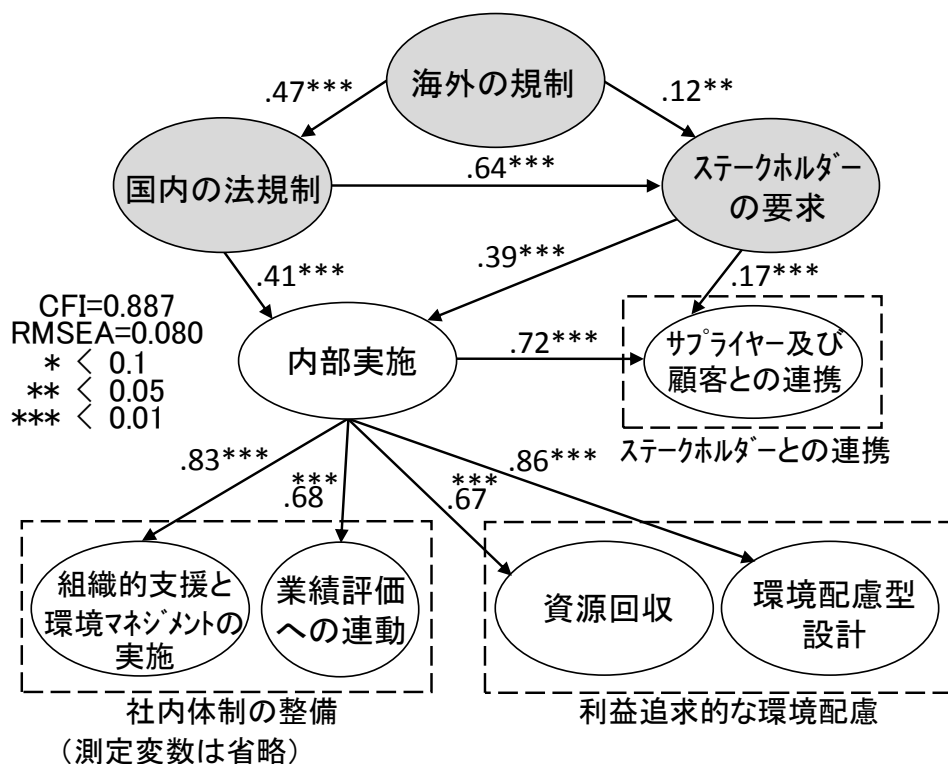 海外の規制
.47***
.12**
国内の法規制
.64***
ｽﾃｰｸﾎﾙﾀﾞｰ
の要求
.41***
.39***
.17***
CFI=0.887
RMSEA=0.080
* < 0.1
** < 0.05
*** < 0.01
内部実施
.72***
ｻﾌﾟﾗｲﾔｰ及び
顧客との連携
ｽﾃｰｸﾎﾙﾀﾞｰとの連携
.83***
***
.68
***
.67
.86***
組織的支援と
環境ﾏﾈｼﾞﾒﾝﾄの
実施
業績評価
への連動
資源回収
環境配慮型
設計
社内体制の整備
利益追求的な環境配慮
（測定変数は省略）